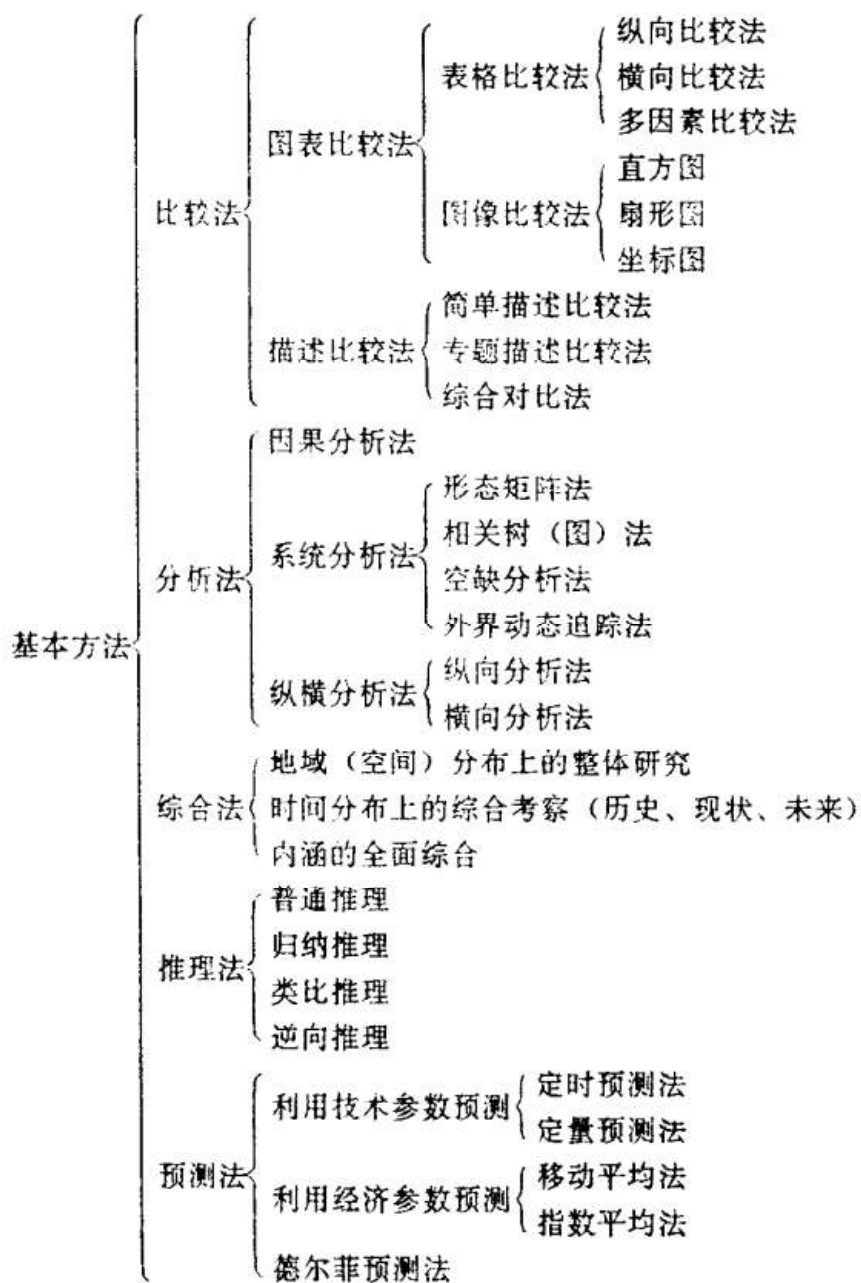 纵向比较法
表格比较法
横向比较法
多因素比较法
图表比较法
直方图
比较法
图像比较法
扇形图
坐标图
简单描述比较法
描述比较法
专题描述比较法
综合对比法
因果分析法
形态矩阵法
相关树（图）法
系统分析法
分析法
空缺分析法
外界动态追踪法
基本方法
纵向分析法
纵横分析法
横向分析法
地域（空间）分布上的整体研究
综合法
时间分布上的综合考察（历史、现状、未来）
内涵的全面综合
普通推理
归纳推理
推理法
类比推理
逆向推理
定时预测法
利用技术参数预测
定量预测法
预测法
移动平均法
利用经济参数预测
指数平均法
德尔菲预测法